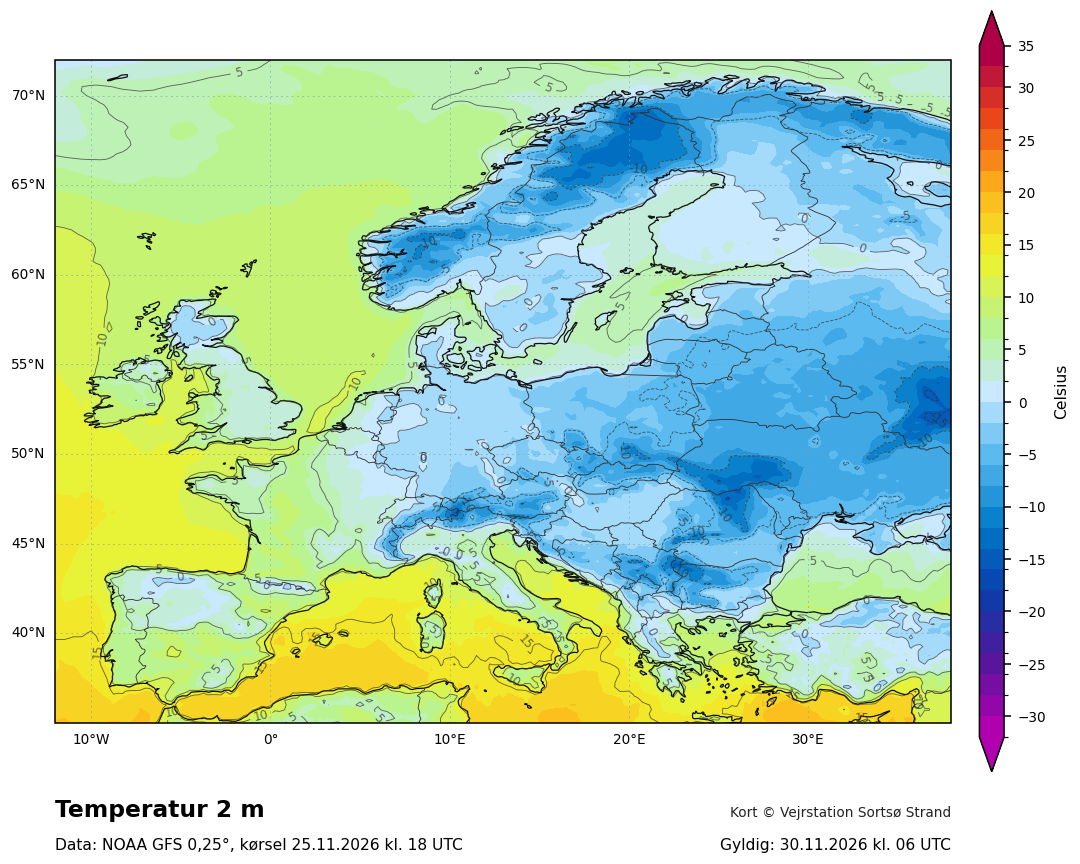 70°N
65°N
60°N
55°N
50°N
45°N
40°N
10°W
0°
10°E
20°E
30°E
35
30
25
20
15
10
5
0
−5
−10
−15
−20
−25
−30
Celsius
Temperatur 2 m
Kort © Vejrstation Sortsø Strand
Data: NOAA GFS 0,25°, kørsel 25.11.2026 kl. 18 UTC
Gyldig: 30.11.2026 kl. 06 UTC